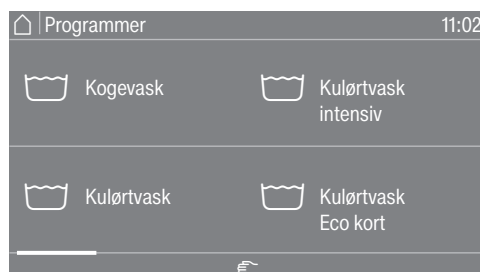 Programmer
11:02
Kogevask
Kulørtvask
intensiv
Kulørtvask
Kulørtvask
Eco kort